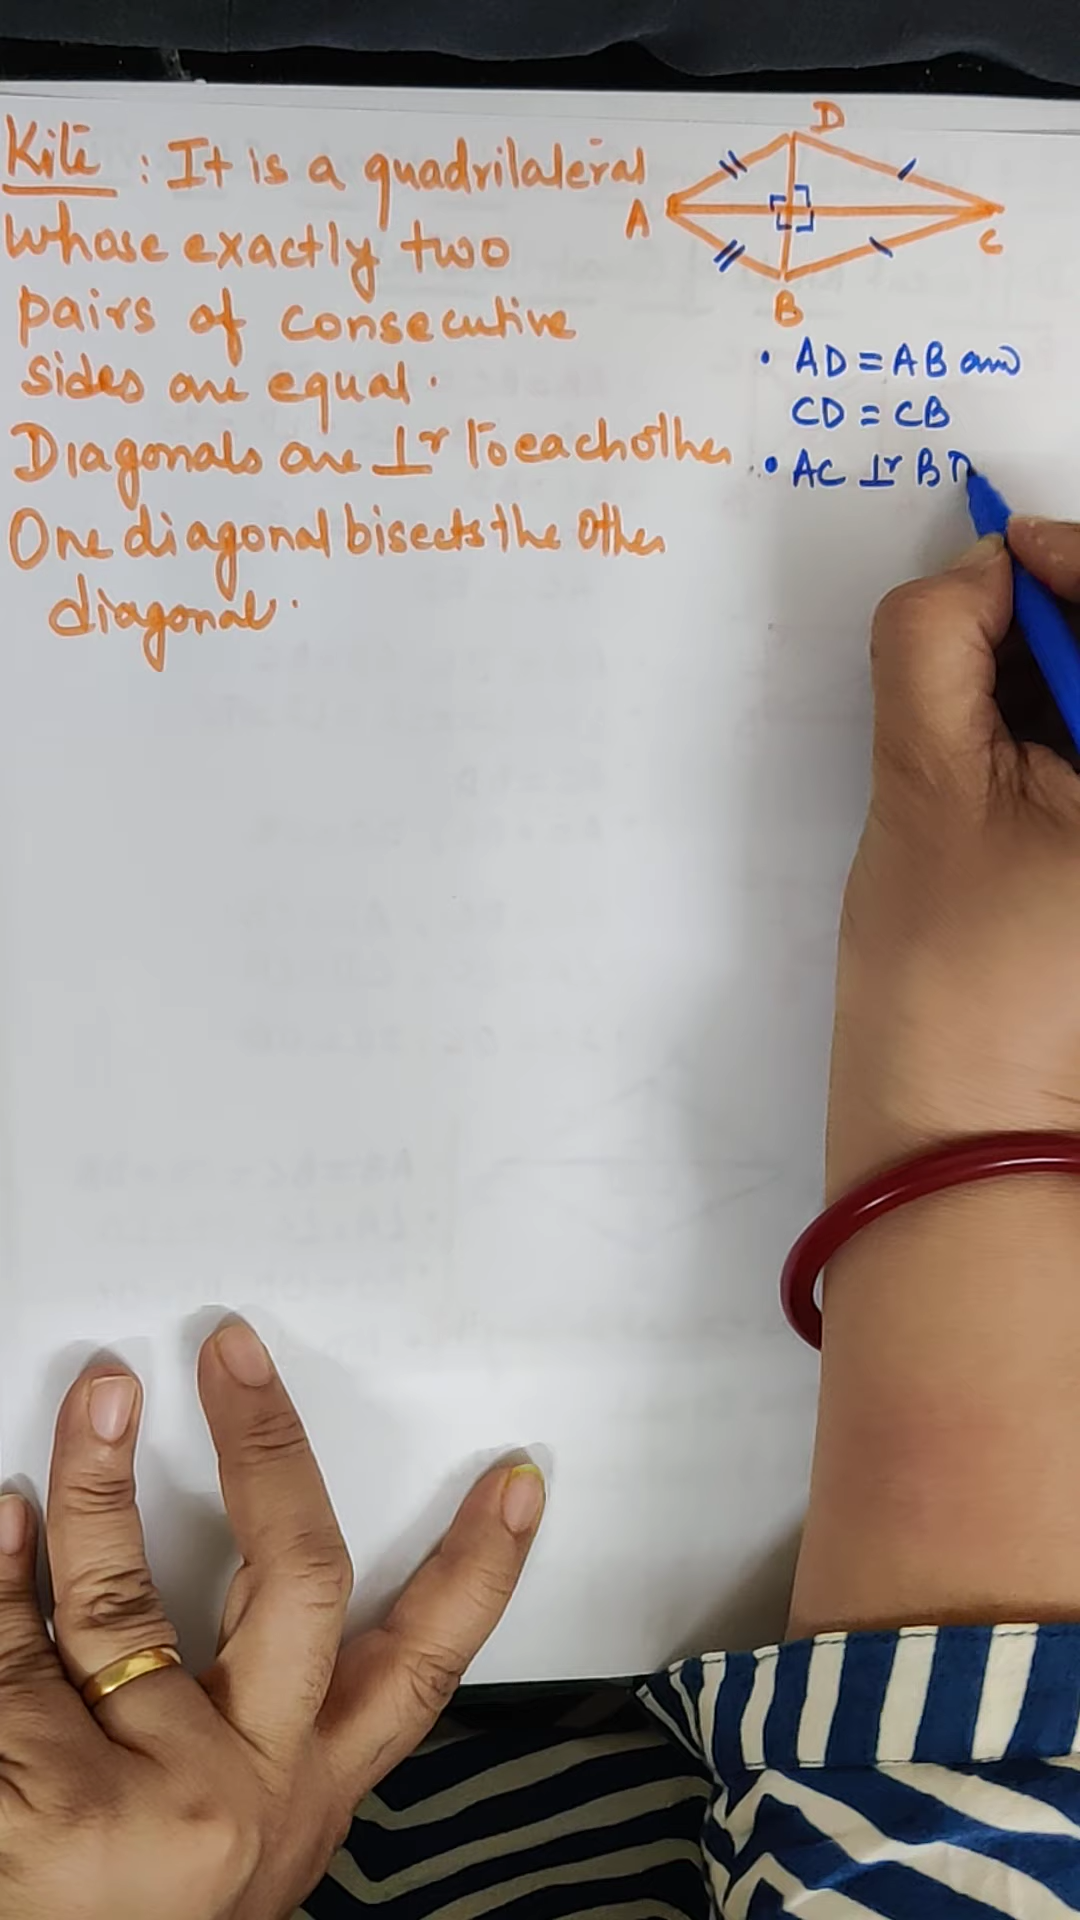 Kite : It is a quadrilateral
whose exactly two
pairs of consecutive
sides are equal.
Diagonals are ⊥r to each other
One diagonal bisects the other
diagonal.
D
A
C
B
• AD = AB and
CD = CB
• AC ⊥r BD